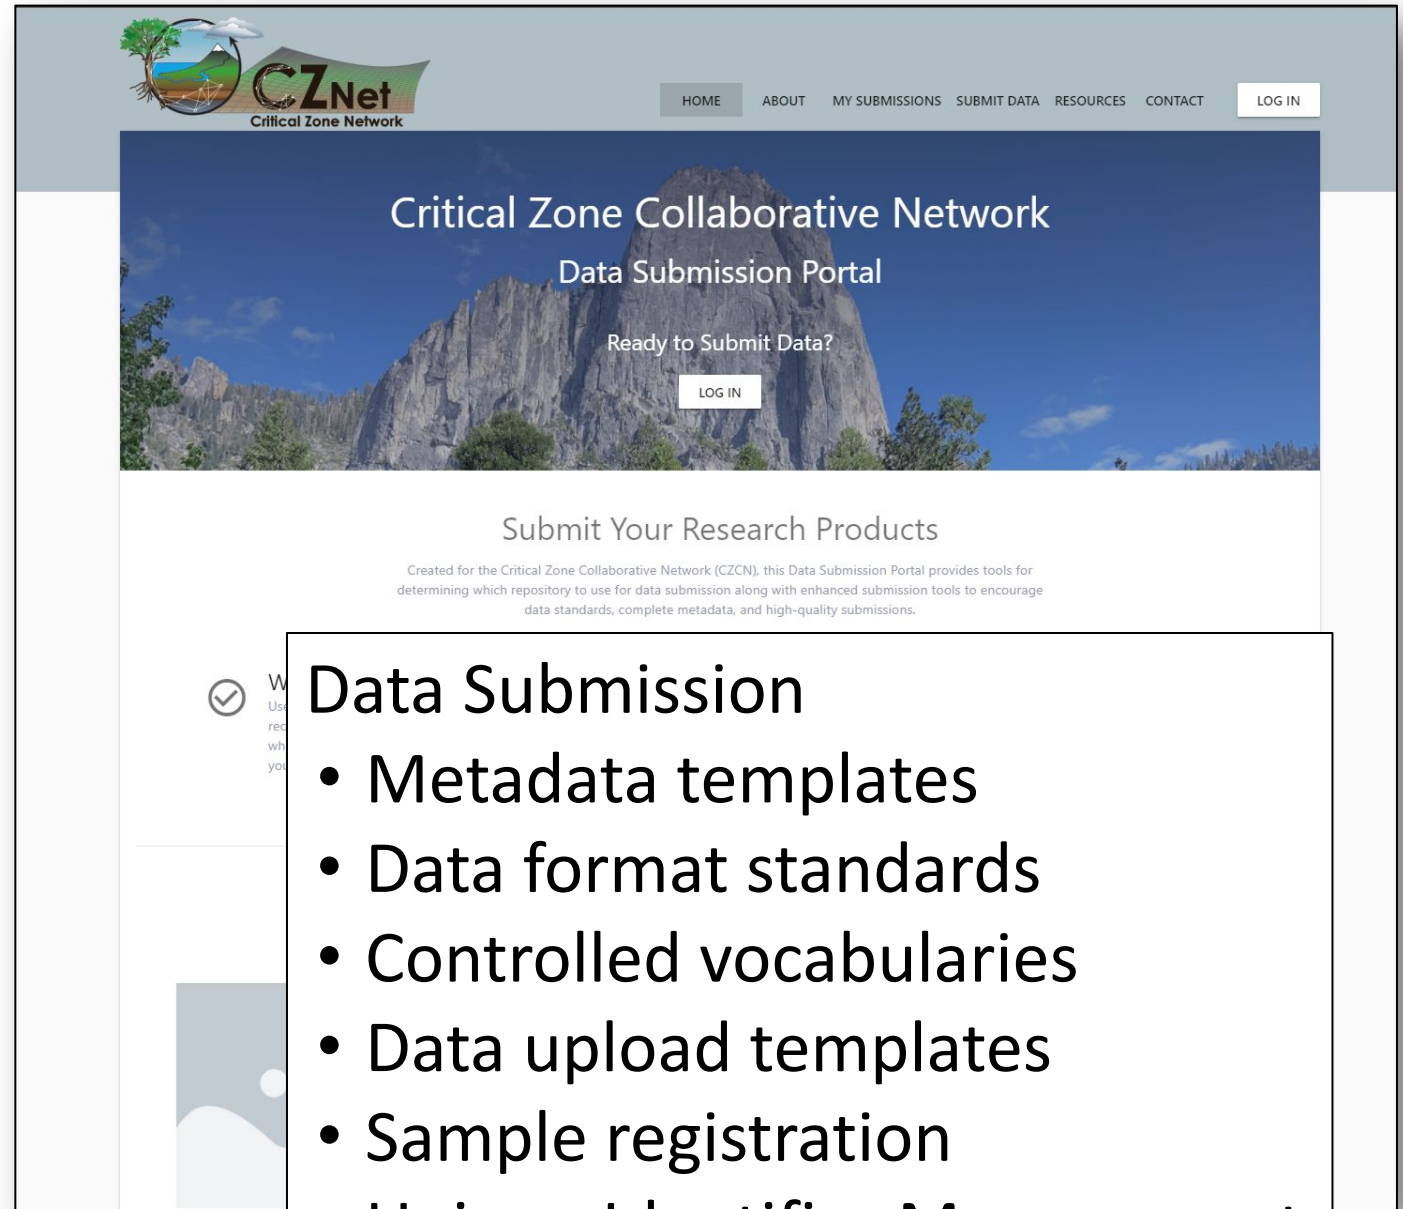 CZNet
Critical Zone Network
HOME ABOUT MY SUBMISSIONS SUBMIT DATA RESOURCES CONTACT LOG IN
Critical Zone Collaborative Network
Data Submission Portal
Ready to Submit Data?
LOG IN
Submit Your Research Products
Created for the Critical Zone Collaborative Network (CZCN), this Data Submission Portal provides tools for
determining which repository to use for data submission along with enhanced submission tools to encourage
data standards, complete metadata, and high-quality submissions.
Data Submission
• Metadata templates
• Data format standards
• Controlled vocabularies
• Data upload templates
• Sample registration